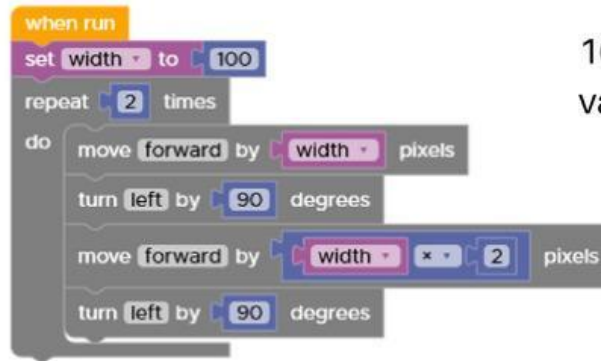 when run
set width to 100
repeat 2 times
do
move forward by width pixels
turn left by 90 degrees
move forward by width × 2 pixels
turn left by 90 degrees